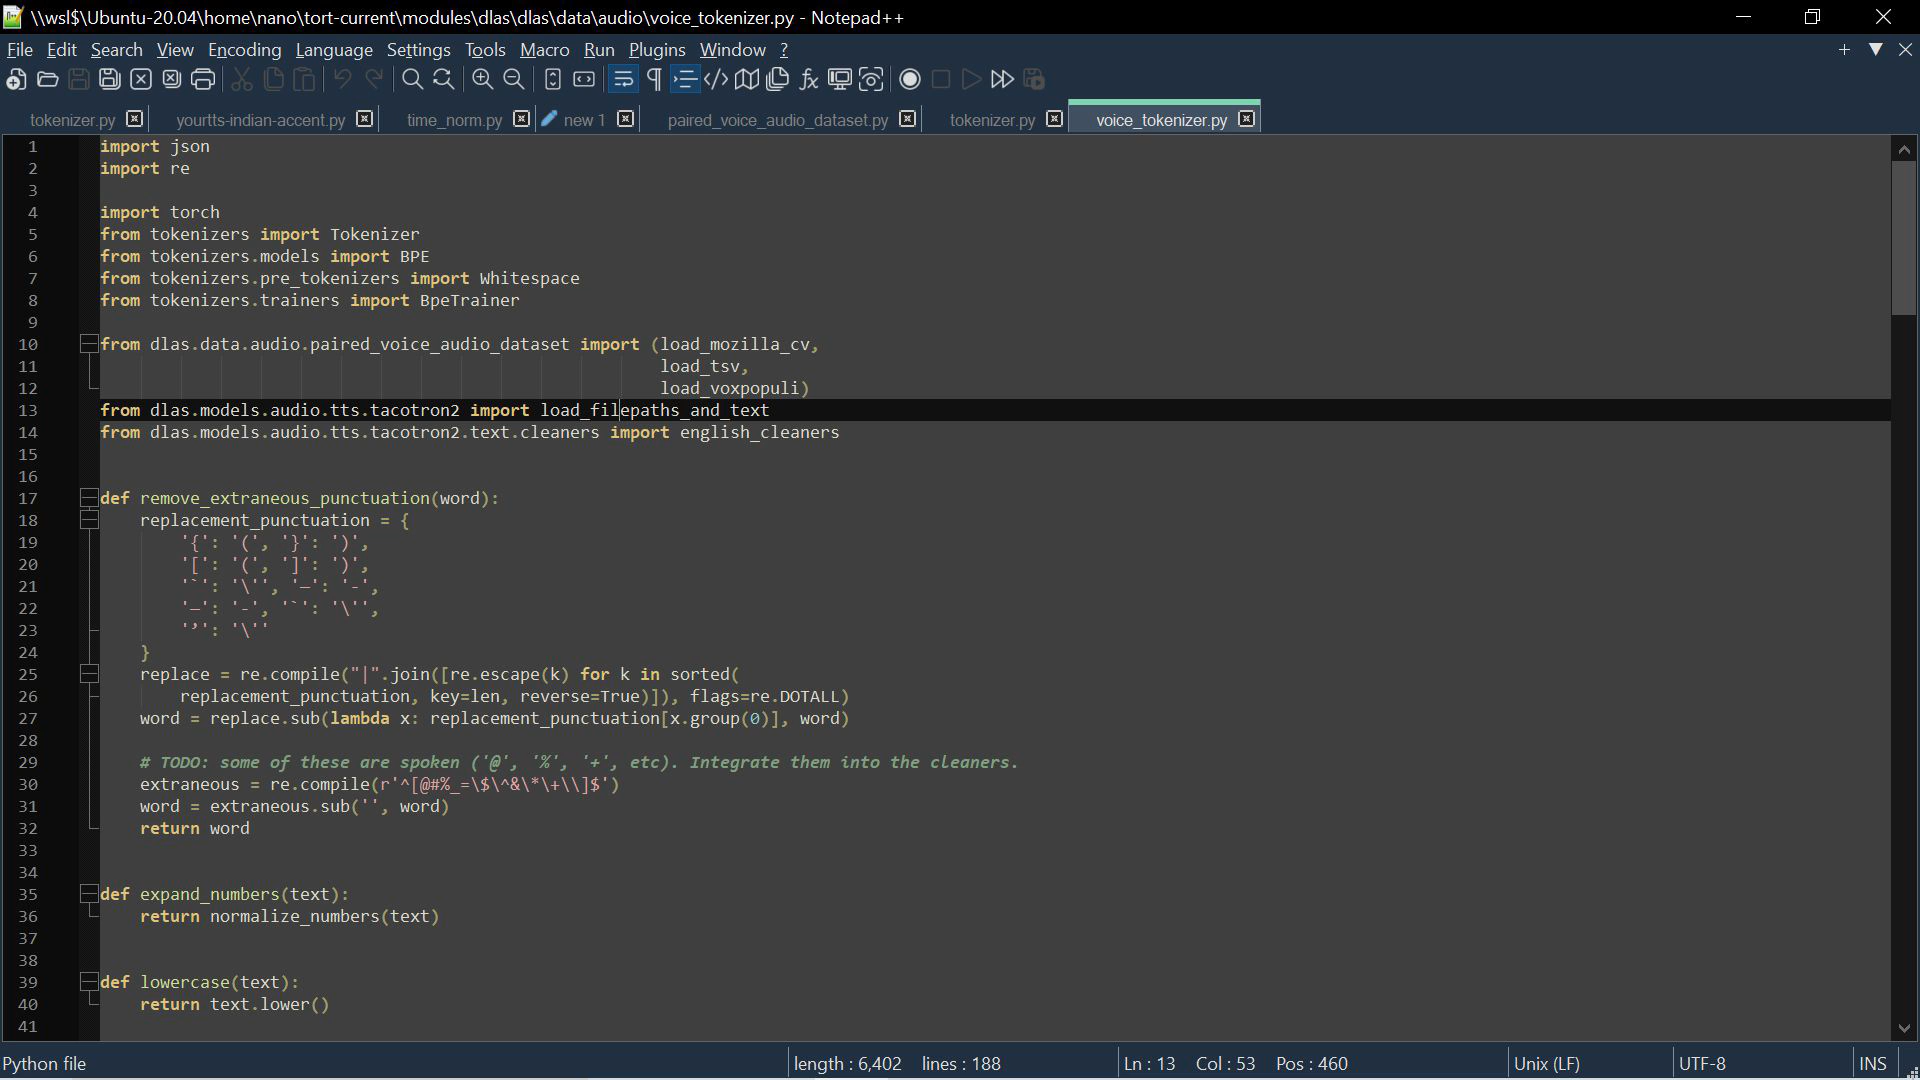 \\wsl$\Ubuntu-20.04\home\nano\tort-current\modules\dlas\dlas\data\audio\voice_tokenizer.py - Notepad++
File Edit Search View Encoding Language Settings Tools Macro Run Plugins Window ?
tokenizer.py yourtts-indian-accent.py time_norm.py new 1 paired_voice_audio_dataset.py tokenizer.py voice_tokenizer.py
1 import json
2 import re
3
4 import torch
5 from tokenizers import Tokenizer
6 from tokenizers.models import BPE
7 from tokenizers.pre_tokenizers import Whitespace
8 from tokenizers.trainers import BpeTrainer
9
10 from dlas.data.audio.paired_voice_audio_dataset import (load_mozilla_cv,
11 load_tsv,
12 load_voxpopuli)
13 from dlas.models.audio.tts.tacotron2 import load_filepaths_and_text
14 from dlas.models.audio.tts.tacotron2.text.cleaners import english_cleaners
15
16
17 def remove_extraneous_punctuation(word):
18 replacement_punctuation = {
19 '{': '(', '}': ')',
20 '[': '(', ']': ')',
21 '`': '\'', '—': '-',
22 '—': '-', '`': '\'',
23 'ʼ': '\''
24 }
25 replace = re.compile("|".join([re.escape(k) for k in sorted(
26 replacement_punctuation, key=len, reverse=True)]), flags=re.DOTALL)
27 word = replace.sub(lambda x: replacement_punctuation[x.group(0)], word)
28
29 # TODO: some of these are spoken ('@', '%', '+', etc). Integrate them into the cleaners.
30 extraneous = re.compile(r'^[@#%_=\$\^&\*\+\\]$')
31 word = extraneous.sub('', word)
32 return word
33
34
35 def expand_numbers(text):
36 return normalize_numbers(text)
37
38
39 def lowercase(text):
40 return text.lower()
41
Python file length : 6,402 lines : 188 Ln : 13 Col : 53 Pos : 460 Unix (LF) UTF-8 INS